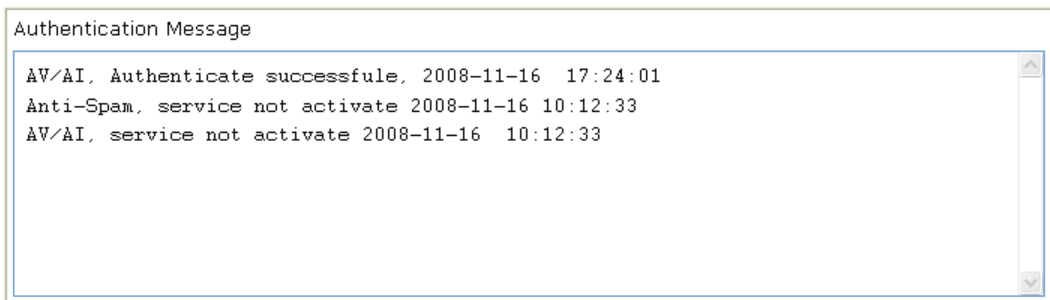 Authentication Message
AV/AI, Authenticate successfule, 2008-11-16  17:24:01
Anti-Spam, service not activate 2008-11-16 10:12:33
AV/AI, service not activate 2008-11-16  10:12:33